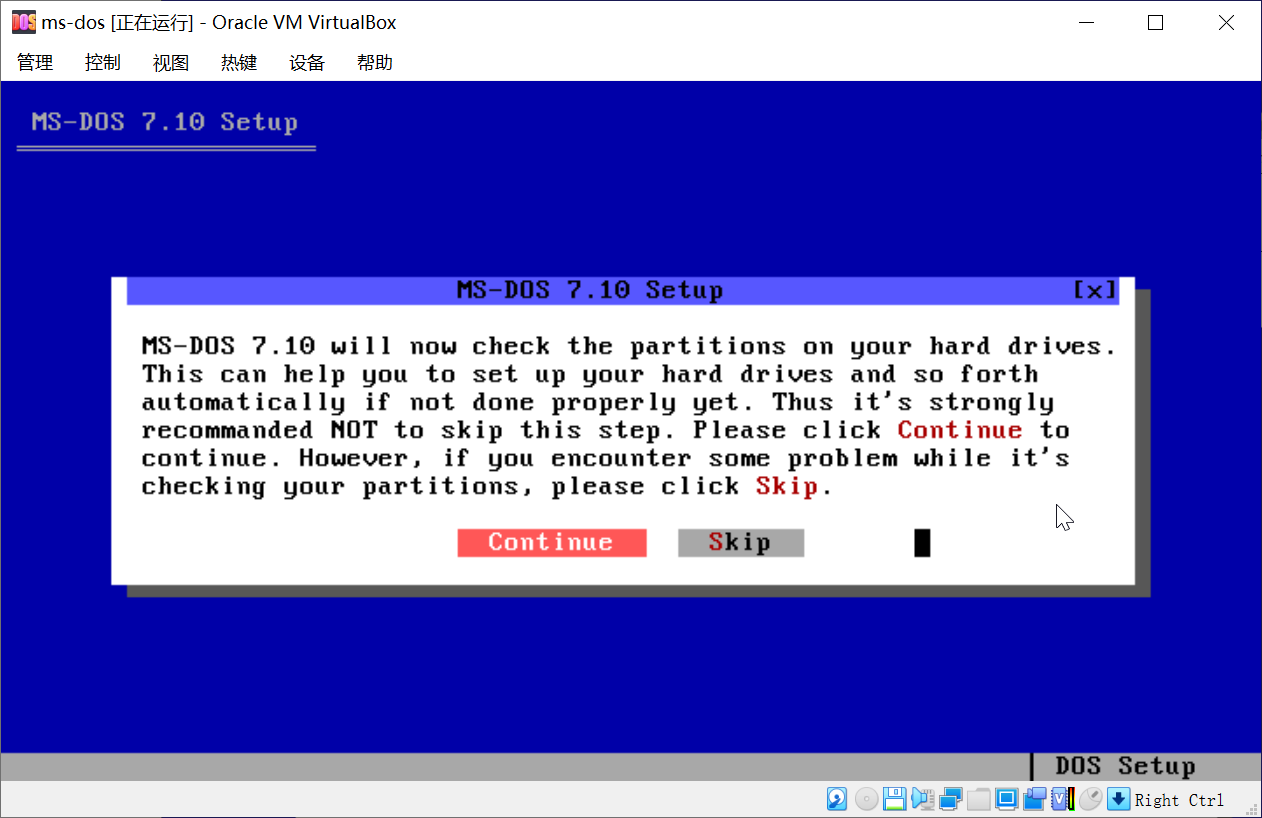 DOS ms-dos [正在运行] - Oracle VM VirtualBox
管理 控制 视图 热键 设备 帮助
MS-DOS 7.10 Setup
MS-DOS 7.10 Setup [x]
MS-DOS 7.10 will now check the partitions on your hard drives.
This can help you to set up your hard drives and so forth
automatically if not done properly yet. Thus it's strongly
recommanded NOT to skip this step. Please click Continue to
continue. However, if you encounter some problem while it's
checking your partitions, please click Skip.
Continue Skip
DOS Setup
Right Ctrl